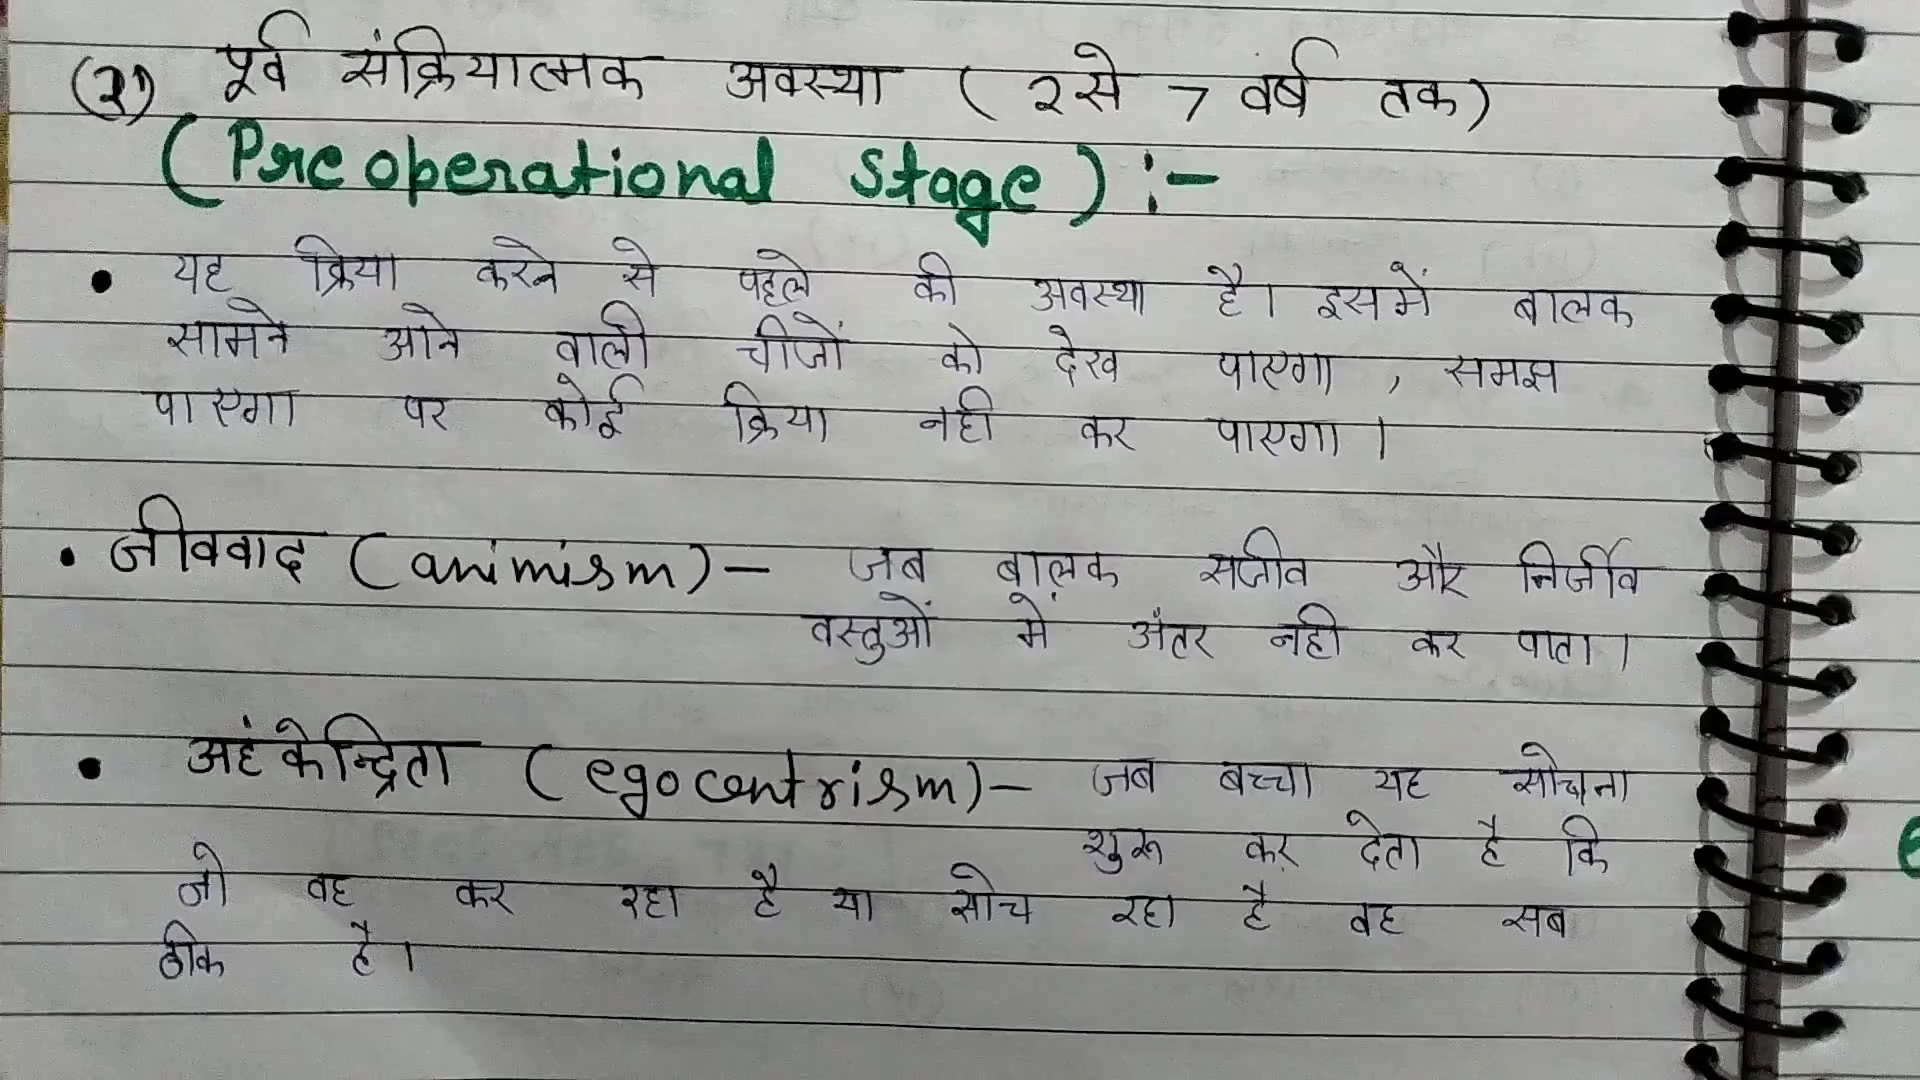 (2) पूर्व संक्रियात्मक अवस्था (2 से 7 वर्ष तक)
(Pre operational Stage) :-
• यह क्रिया करने से पहले की अवस्था है। इसमें बालक
सामने आने वाली चीजों को देख पाएगा, समझ
पाएगा पर कोई क्रिया नही कर पाएगा।
• जीववाद (animism) – जब बालक सजीव और निर्जीव
वस्तुओं में अंतर नही कर पाता।
• अहंकेन्द्रिता (egocentrism) – जब बच्चा यह सोचना
शुरू कर देता है कि
जो वह कर रहा है या सोच रहा है वह सब
ठीक है।